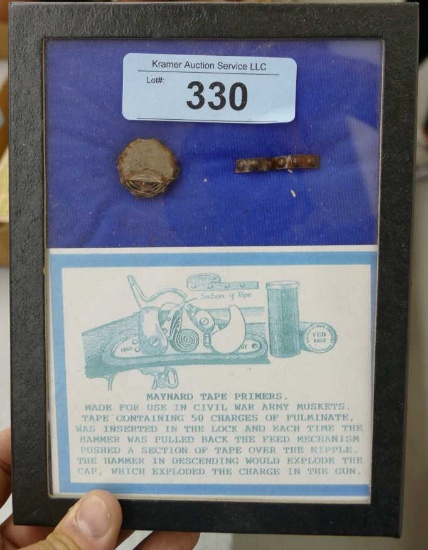 Kramer Auction Service LLC
Lot#:
330
Section of Tape
MAYNARD TAPE PRIMERS.
MADE FOR USE IN CIVIL WAR ARMY MUSKETS.
TAPE CONTAINING 50 CHARGES OF FULMINATE,
WAS INSERTED IN THE LOCK AND EACH TIME THE
HAMMER WAS PULLED BACK THE FEED MECHANISM
PUSHED A SECTION OF TAPE OVER THE NIPPLE.
THE HAMMER IN DESCENDING WOULD EXPLODE THE
CAP, WHICH EXPLODED THE CHARGE IN THE GUN.